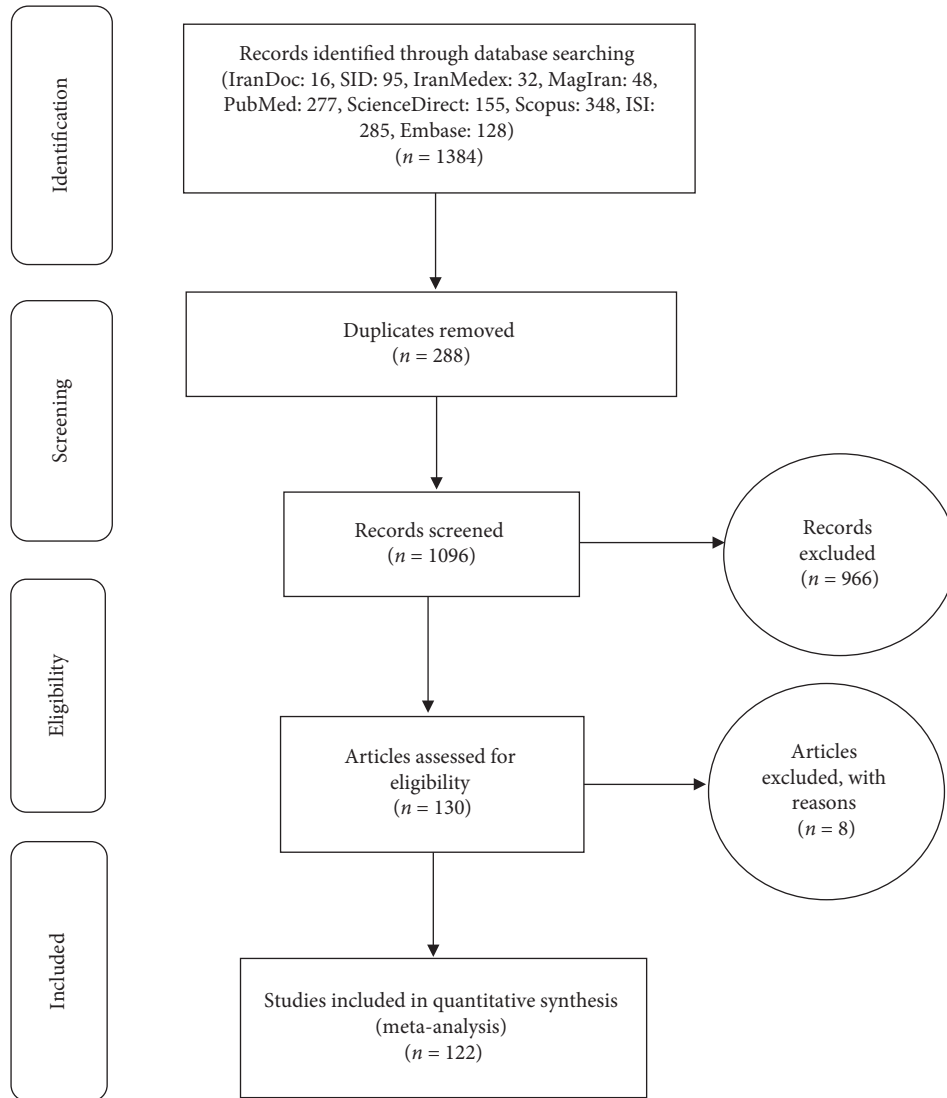 Identification
Records identified through database searching
(IranDoc: 16, SID: 95, IranMedex: 32, MagIran: 48,
PubMed: 277, ScienceDirect: 155, Scopus: 348, ISI:
285, Embase: 128)
(n = 1384)
Screening
Duplicates removed
(n = 288)
Records screened
(n = 1096)
Records
excluded
(n = 966)
Eligibility
Articles assessed for
eligibility
(n = 130)
Articles
excluded, with
reasons
(n = 8)
Included
Studies included in quantitative synthesis
(meta-analysis)
(n = 122)